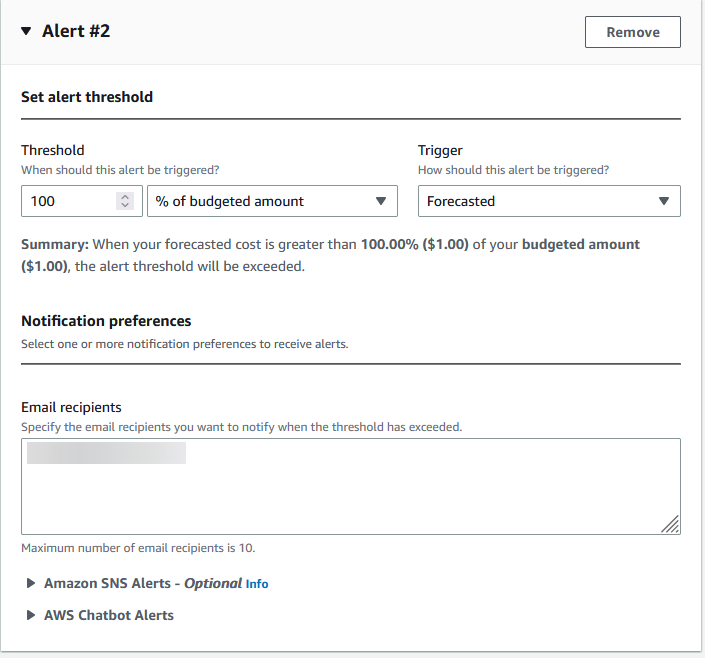 Alert #2
Remove
Set alert threshold
Threshold
When should this alert be triggered?
Trigger
How should this alert be triggered?
100
% of budgeted amount
Forecasted
Summary: When your forecasted cost is greater than 100.00% ($1.00) of your budgeted amount
($1.00), the alert threshold will be exceeded.
Notification preferences
Select one or more notification preferences to receive alerts.
Email recipients
Specify the email recipients you want to notify when the threshold has exceeded.
Maximum number of email recipients is 10.
Amazon SNS Alerts - Optional Info
AWS Chatbot Alerts